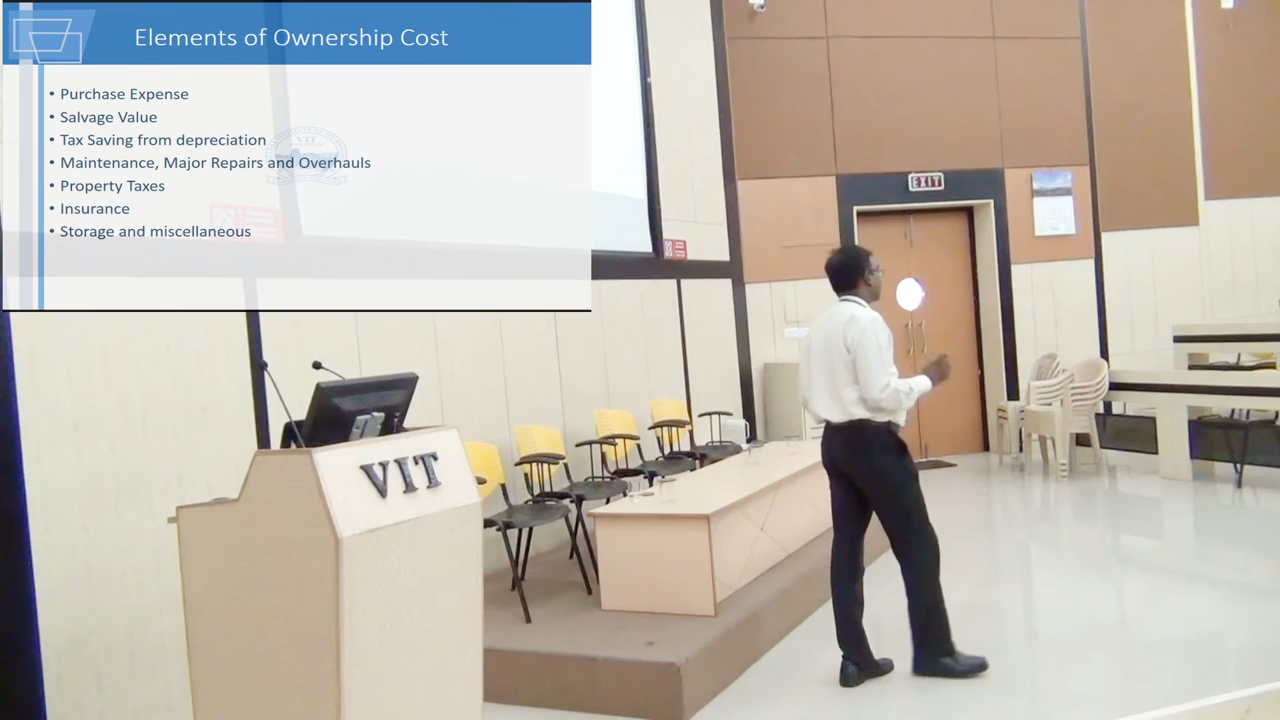 Elements of Ownership Cost
• Purchase Expense
• Salvage Value
• Tax Saving from depreciation
• Maintenance, Major Repairs and Overhauls
• Property Taxes
• Insurance
• Storage and miscellaneous
VIT
EXIT
VIT